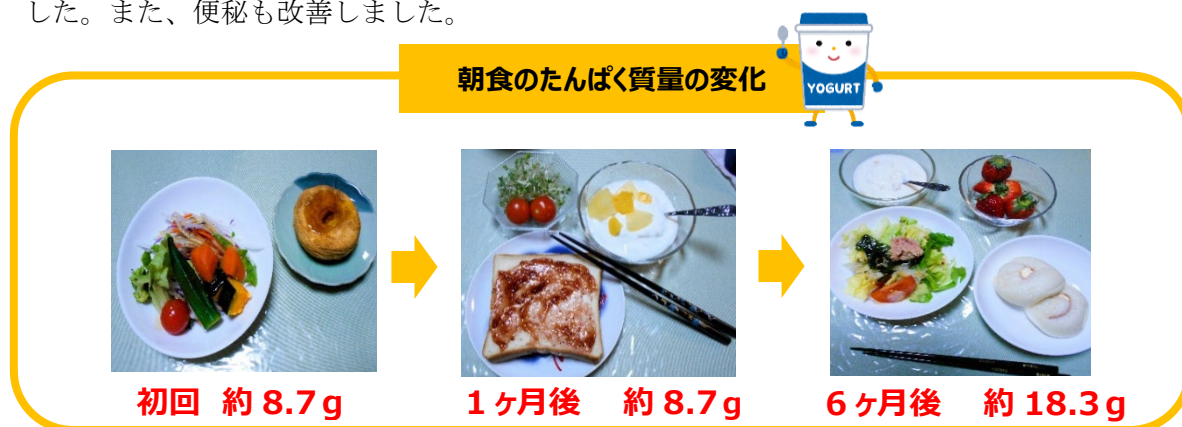 した。また、便秘も改善しました。
朝食のたんぱく質量の変化
YOGURT
初回 約 8.7g
1ヶ月後 約 8.7g
6ヶ月後 約 18.3g